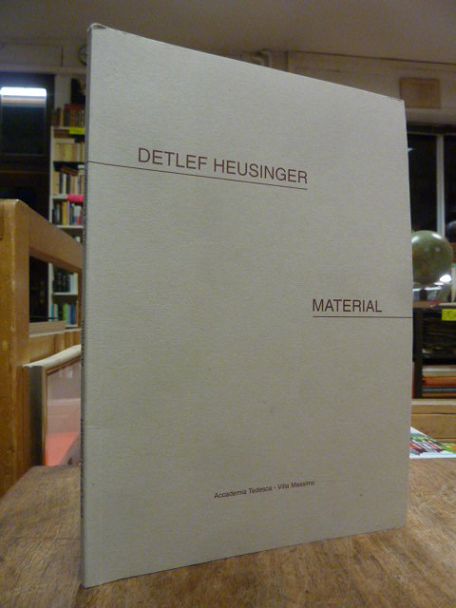 DETLEF HEUSINGER
MATERIAL
Accademia Tedesca · Villa Massimo